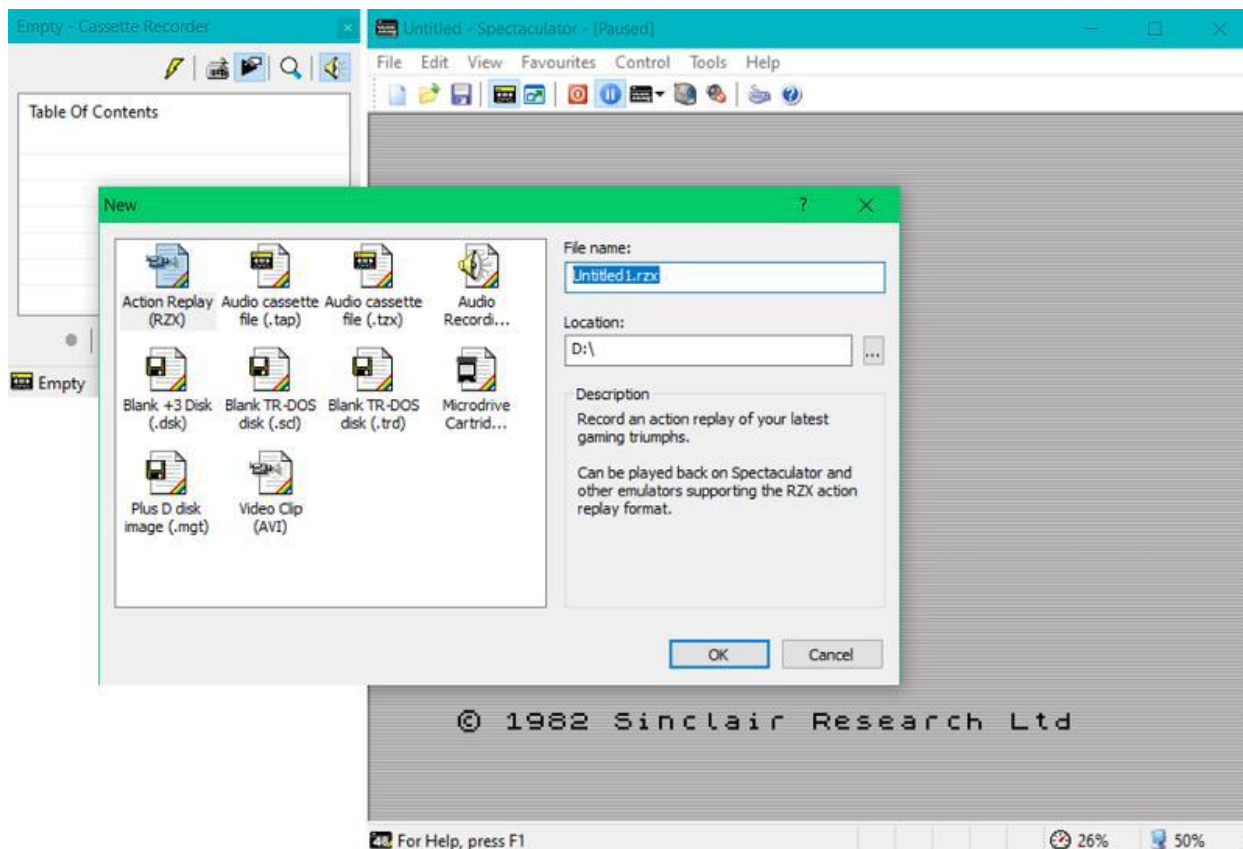 Empty - Cassette Recorder
Untitled - Spectaculator - [Paused]
File Edit View Favourites Control Tools Help
Table Of Contents
New
?
Action Replay
(RZX)
Audio cassette
file (.tap)
Audio cassette
file (.tzx)
Audio
Recordi...
Blank +3 Disk
(.dsk)
Blank TR-DOS
disk (.scl)
Blank TR-DOS
disk (.trd)
Microdrive
Cartrid...
Plus D disk
image (.mgt)
Video Clip
(AVI)
File name:
Untitled1.rzx
Location:
D:\
...
Description
Record an action replay of your latest
gaming triumphs.
Can be played back on Spectaculator and
other emulators supporting the RZX action
replay format.
OK Cancel
Empty
© 1982 Sinclair Research Ltd
48 For Help, press F1
26% 50%